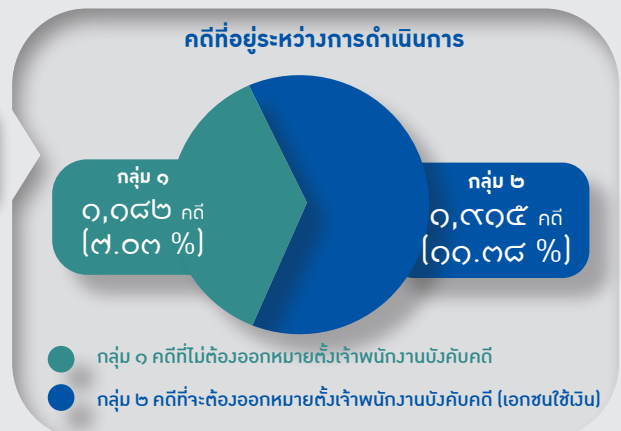 คดีที่อยู่ระหว่างการดำเนินการ
กลุ่ม ๑
๑,๑๘๒ คดี
(๗.๐๓ %)
กลุ่ม ๒
๑,๙๑๕ คดี
(๑๑.๓๘ %)
กลุ่ม ๑ คดีที่ไม่ต้องออกหมายตั้งเจ้าพนักงานบังคับคดี
กลุ่ม ๒ คดีที่จะต้องออกหมายตั้งเจ้าพนักงานบังคับคดี (เอกชนใช้เงิน)